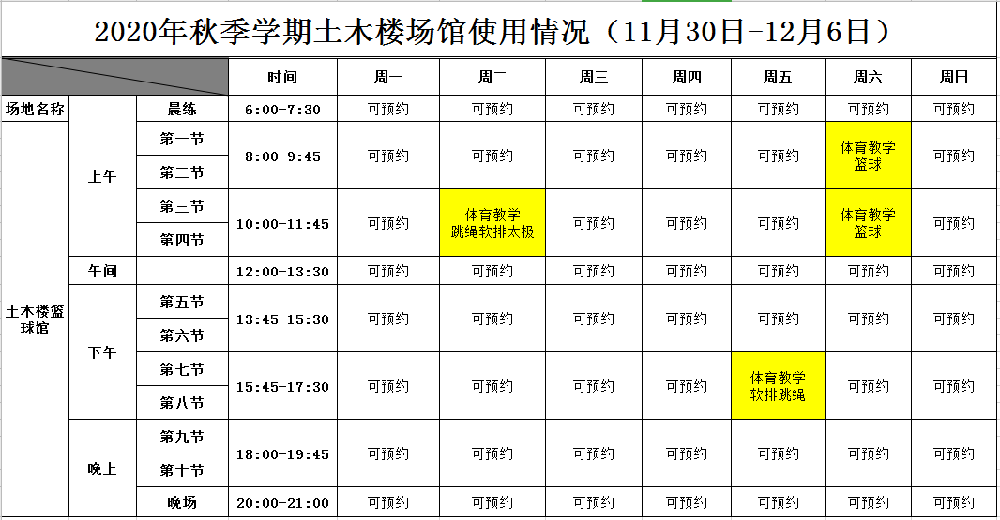 2020年秋季学期土木楼场馆使用情况（11月30日-12月6日）
时间 周一 周二 周三 周四 周五 周六 周日
场地名称 晨练 6:00-7:30 可预约 可预约 可预约 可预约 可预约 可预约 可预约
土木楼篮
球馆
上午
第一节
第二节
8:00-9:45 可预约 可预约 可预约 可预约 可预约
体育教学
篮球
可预约
第三节
第四节
10:00-11:45 可预约
体育教学
跳绳软排太极
可预约 可预约 可预约
体育教学
篮球
可预约
午间 12:00-13:30 可预约 可预约 可预约 可预约 可预约 可预约 可预约
下午
第五节
第六节
13:45-15:30 可预约 可预约 可预约 可预约 可预约 可预约 可预约
第七节
第八节
15:45-17:30 可预约 可预约 可预约 可预约
体育教学
软排跳绳
可预约 可预约
晚上
第九节
第十节
18:00-19:45 可预约 可预约 可预约 可预约 可预约 可预约 可预约
晚场 20:00-21:00 可预约 可预约 可预约 可预约 可预约 可预约 可预约